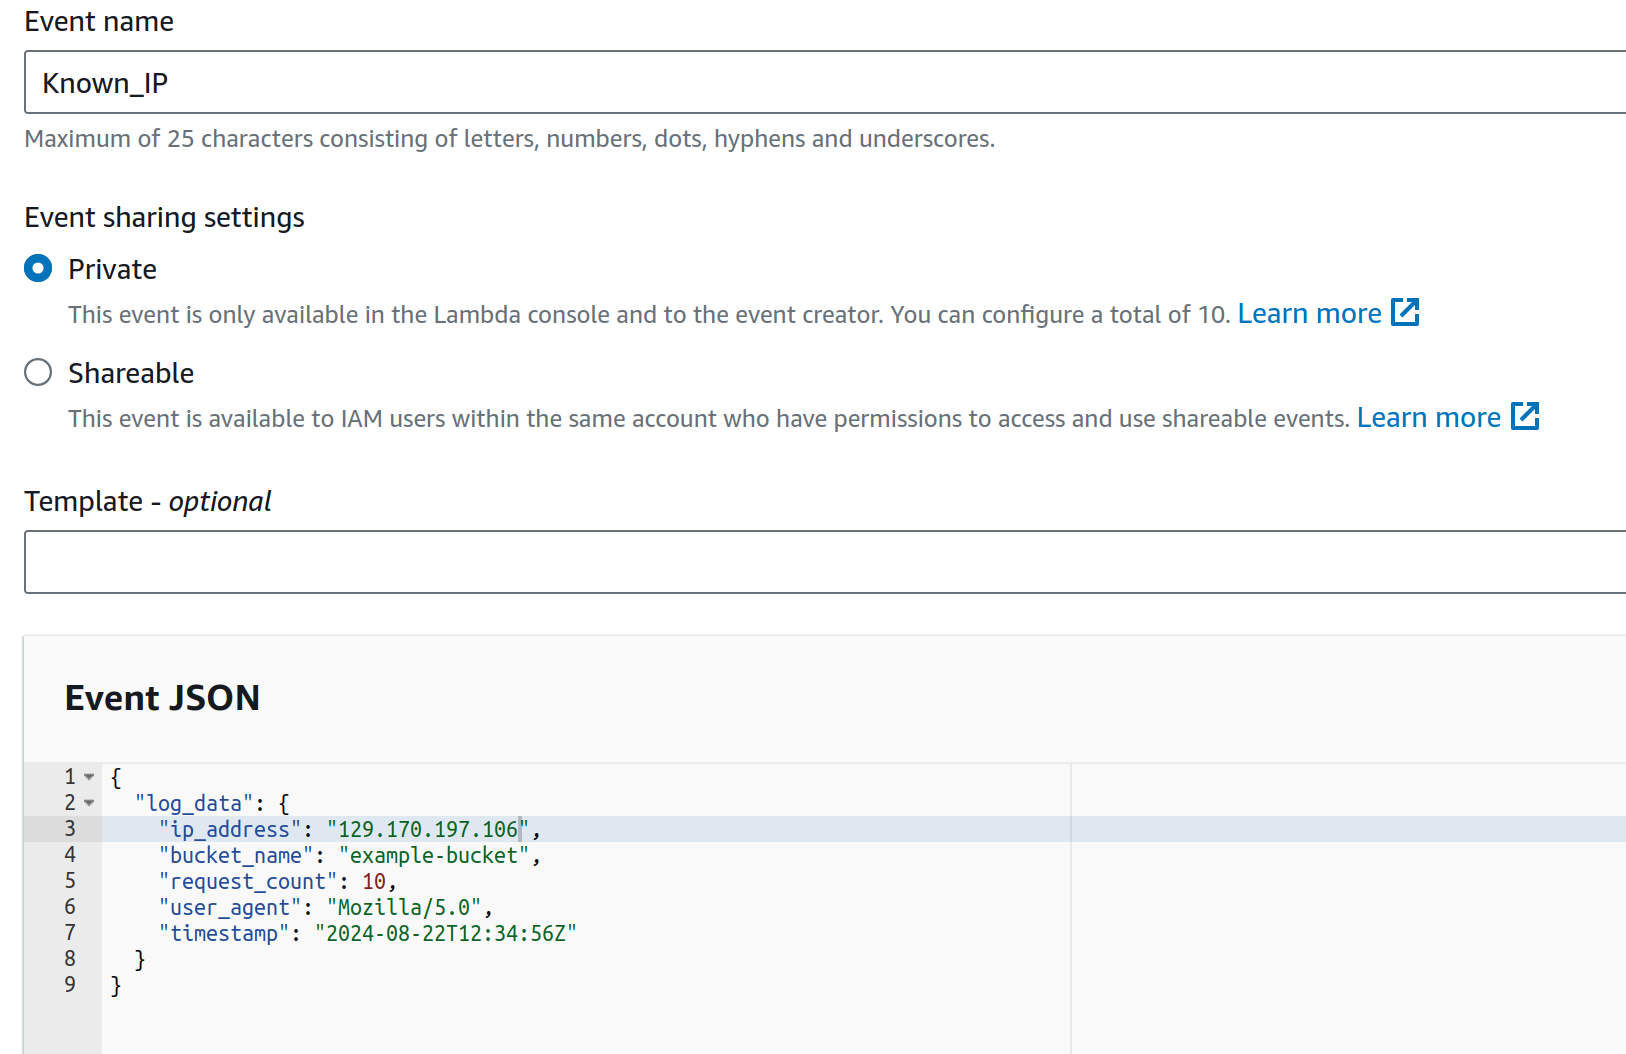 Event name
Known_IP
Maximum of 25 characters consisting of letters, numbers, dots, hyphens and underscores.
Event sharing settings
Private
This event is only available in the Lambda console and to the event creator. You can configure a total of 10. Learn more
Shareable
This event is available to IAM users within the same account who have permissions to access and use shareable events. Learn more
Template - optional
Event JSON
1 {
2   "log_data": {
3     "ip_address": "129.170.197.106",
4     "bucket_name": "example-bucket",
5     "request_count": 10,
6     "user_agent": "Mozilla/5.0",
7     "timestamp": "2024-08-22T12:34:56Z"
8   }
9 }